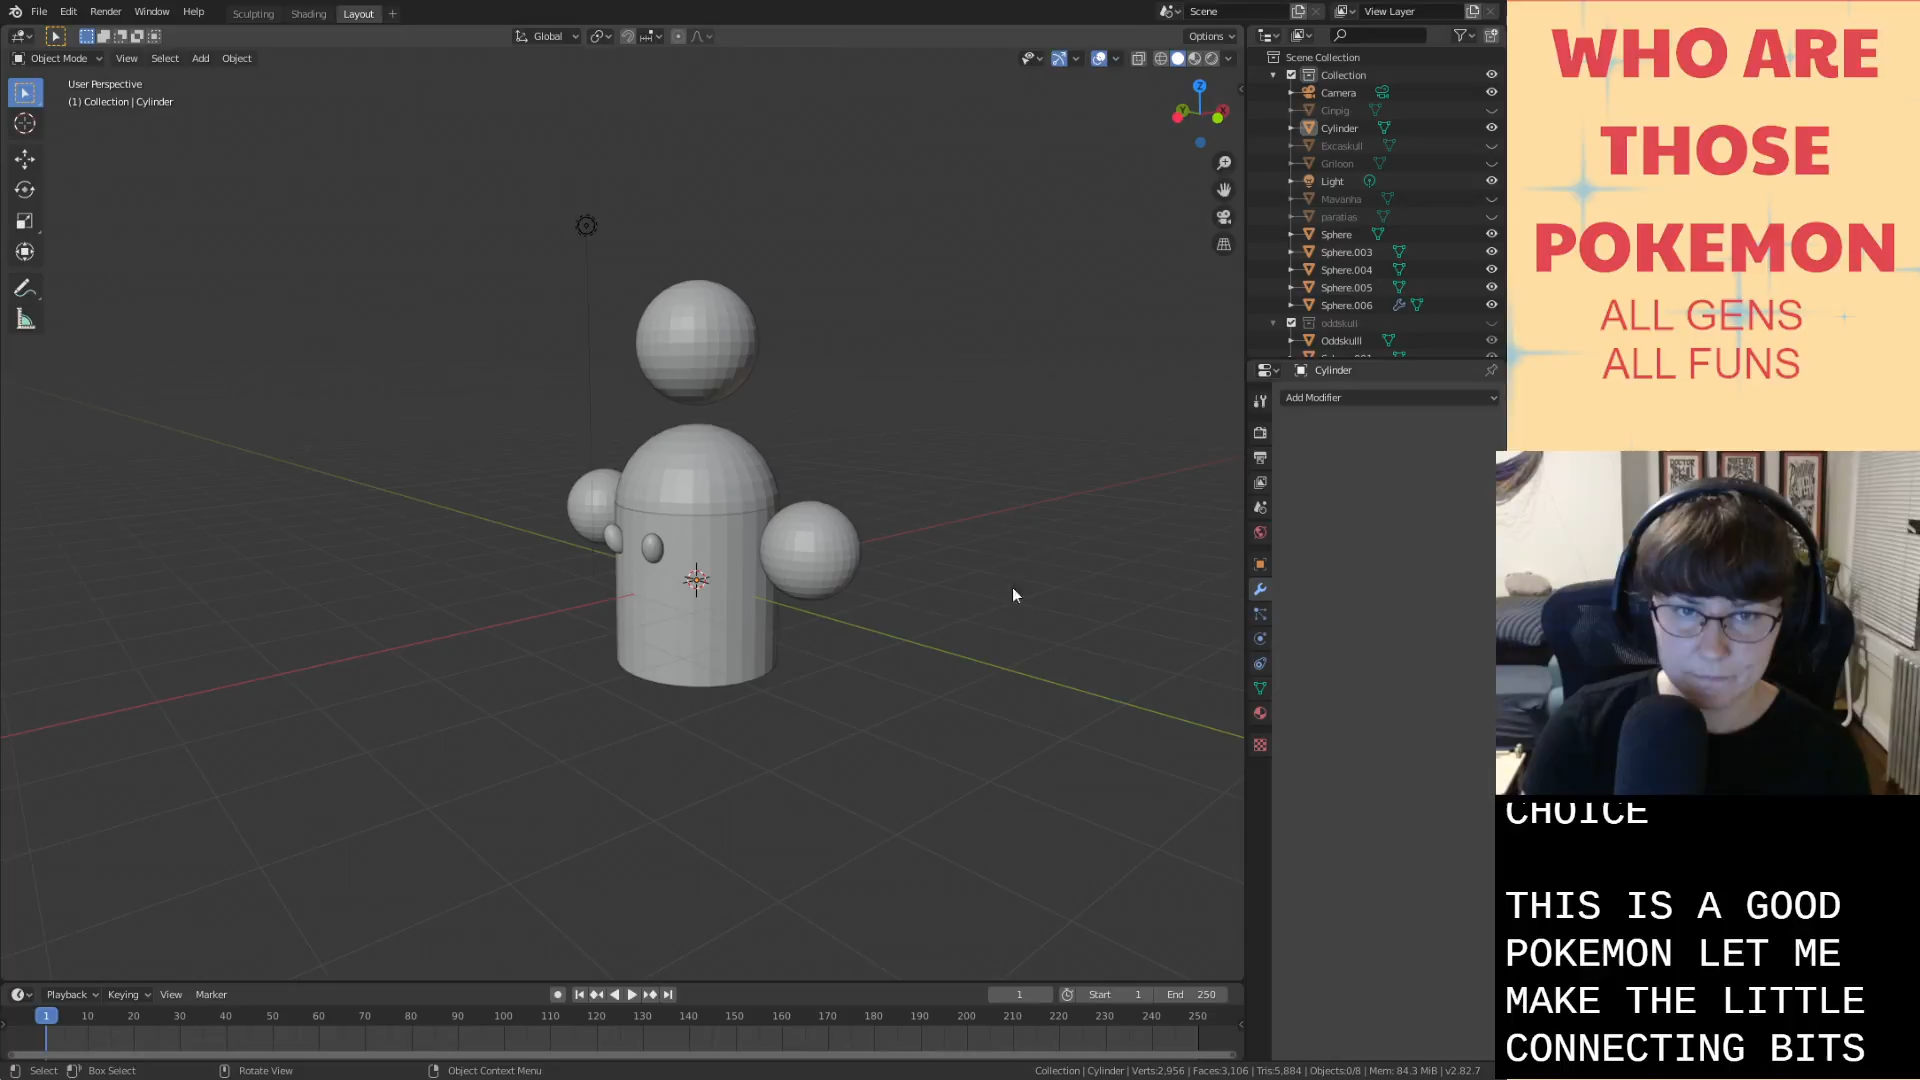 File Edit Render Window Help Sculpting Shading Layout Scene View Layer
Global Options
Object Mode View Select Add Object
User Perspective
(1) Collection | Cylinder
Scene Collection
Collection
Camera
Cinpig
Cylinder
Excaskull
Griloon
Light
Mavanha
paratias
Sphere
Sphere.003
Sphere.004
Sphere.005
Sphere.006
oddskull
Oddskulll
Cylinder
Add Modifier
WHO ARE
THOSE
POKEMON
ALL GENS
ALL FUNS
CHOICE
THIS IS A GOOD
POKEMON LET ME
MAKE THE LITTLE
CONNECTING BITS
Playback Keying View Marker 1 Start 1 End 250
1 10 20 30 40 50 60 70 80 90 100 110 120 130 140 150 160 170 180 190 200 210 220 230 240 250
Select Box Select Rotate View Object Context Menu Collection | Cylinder | Verts:2,956 | Faces:3,106 | Tris:5,884 | Objects:0/8 | Mem: 84.3 MiB | v2.82.7